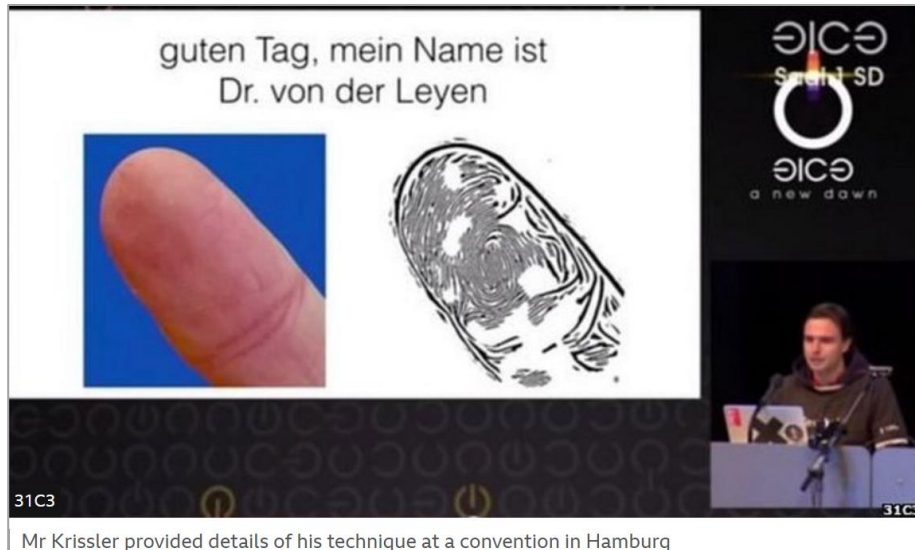 guten Tag, mein Name ist
Dr. von der Leyen
SD
a new dawn
31C3
31C3
Mr Krissler provided details of his technique at a convention in Hamburg